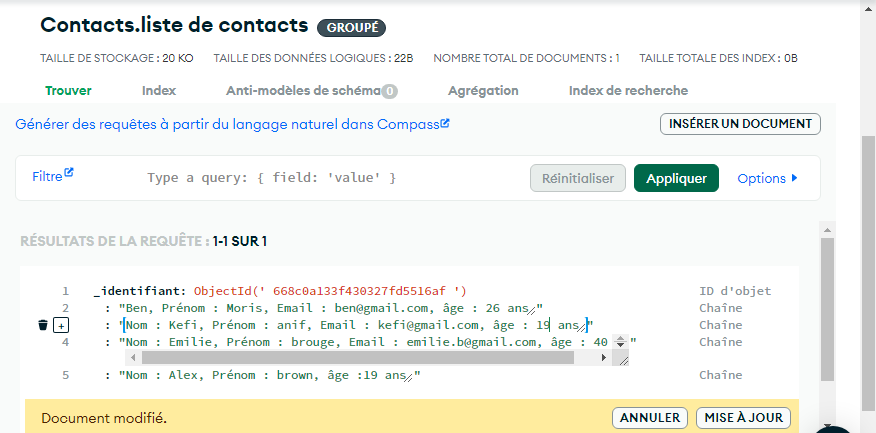 Contacts.liste de contacts GROUPÉ
TAILLE DE STOCKAGE : 20 KO TAILLE DES DONNÉES LOGIQUES : 22B NOMBRE TOTAL DE DOCUMENTS : 1 TAILLE TOTALE DES INDEX : 0B
Trouver Index Anti-modèles de schéma 0 Agrégation Index de recherche
Générer des requêtes à partir du langage naturel dans Compass
INSÉRER UN DOCUMENT
Filtre Type a query: { field: 'value' } Réinitialiser Appliquer Options
RÉSULTATS DE LA REQUÊTE : 1-1 SUR 1
1 _identifiant: ObjectId(' 668c0a133f430327fd5516af ') ID d'objet
2 : "Ben, Prénom : Moris, Email : ben@gmail.com, âge : 26 ans" Chaîne
+ : "Nom : Kefi, Prénom : anif, Email : kefi@gmail.com, âge : 19 ans" Chaîne
4 : "Nom : Emilie, Prénom : brouge, Email : emilie.b@gmail.com, âge : 40 " Chaîne
5 : "Nom : Alex, Prénom : brown, âge :19 ans" Chaîne
Document modifié. ANNULER MISE À JOUR